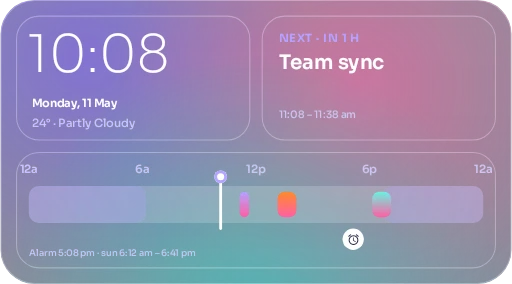 10:08
Monday, 11 May
24° · Partly Cloudy
NEXT · IN 1 H
Team sync
11:08 – 11:38 am
12a 6a 12p 6p 12a
Alarm 5:08 pm · sun 6:12 am – 6:41 pm